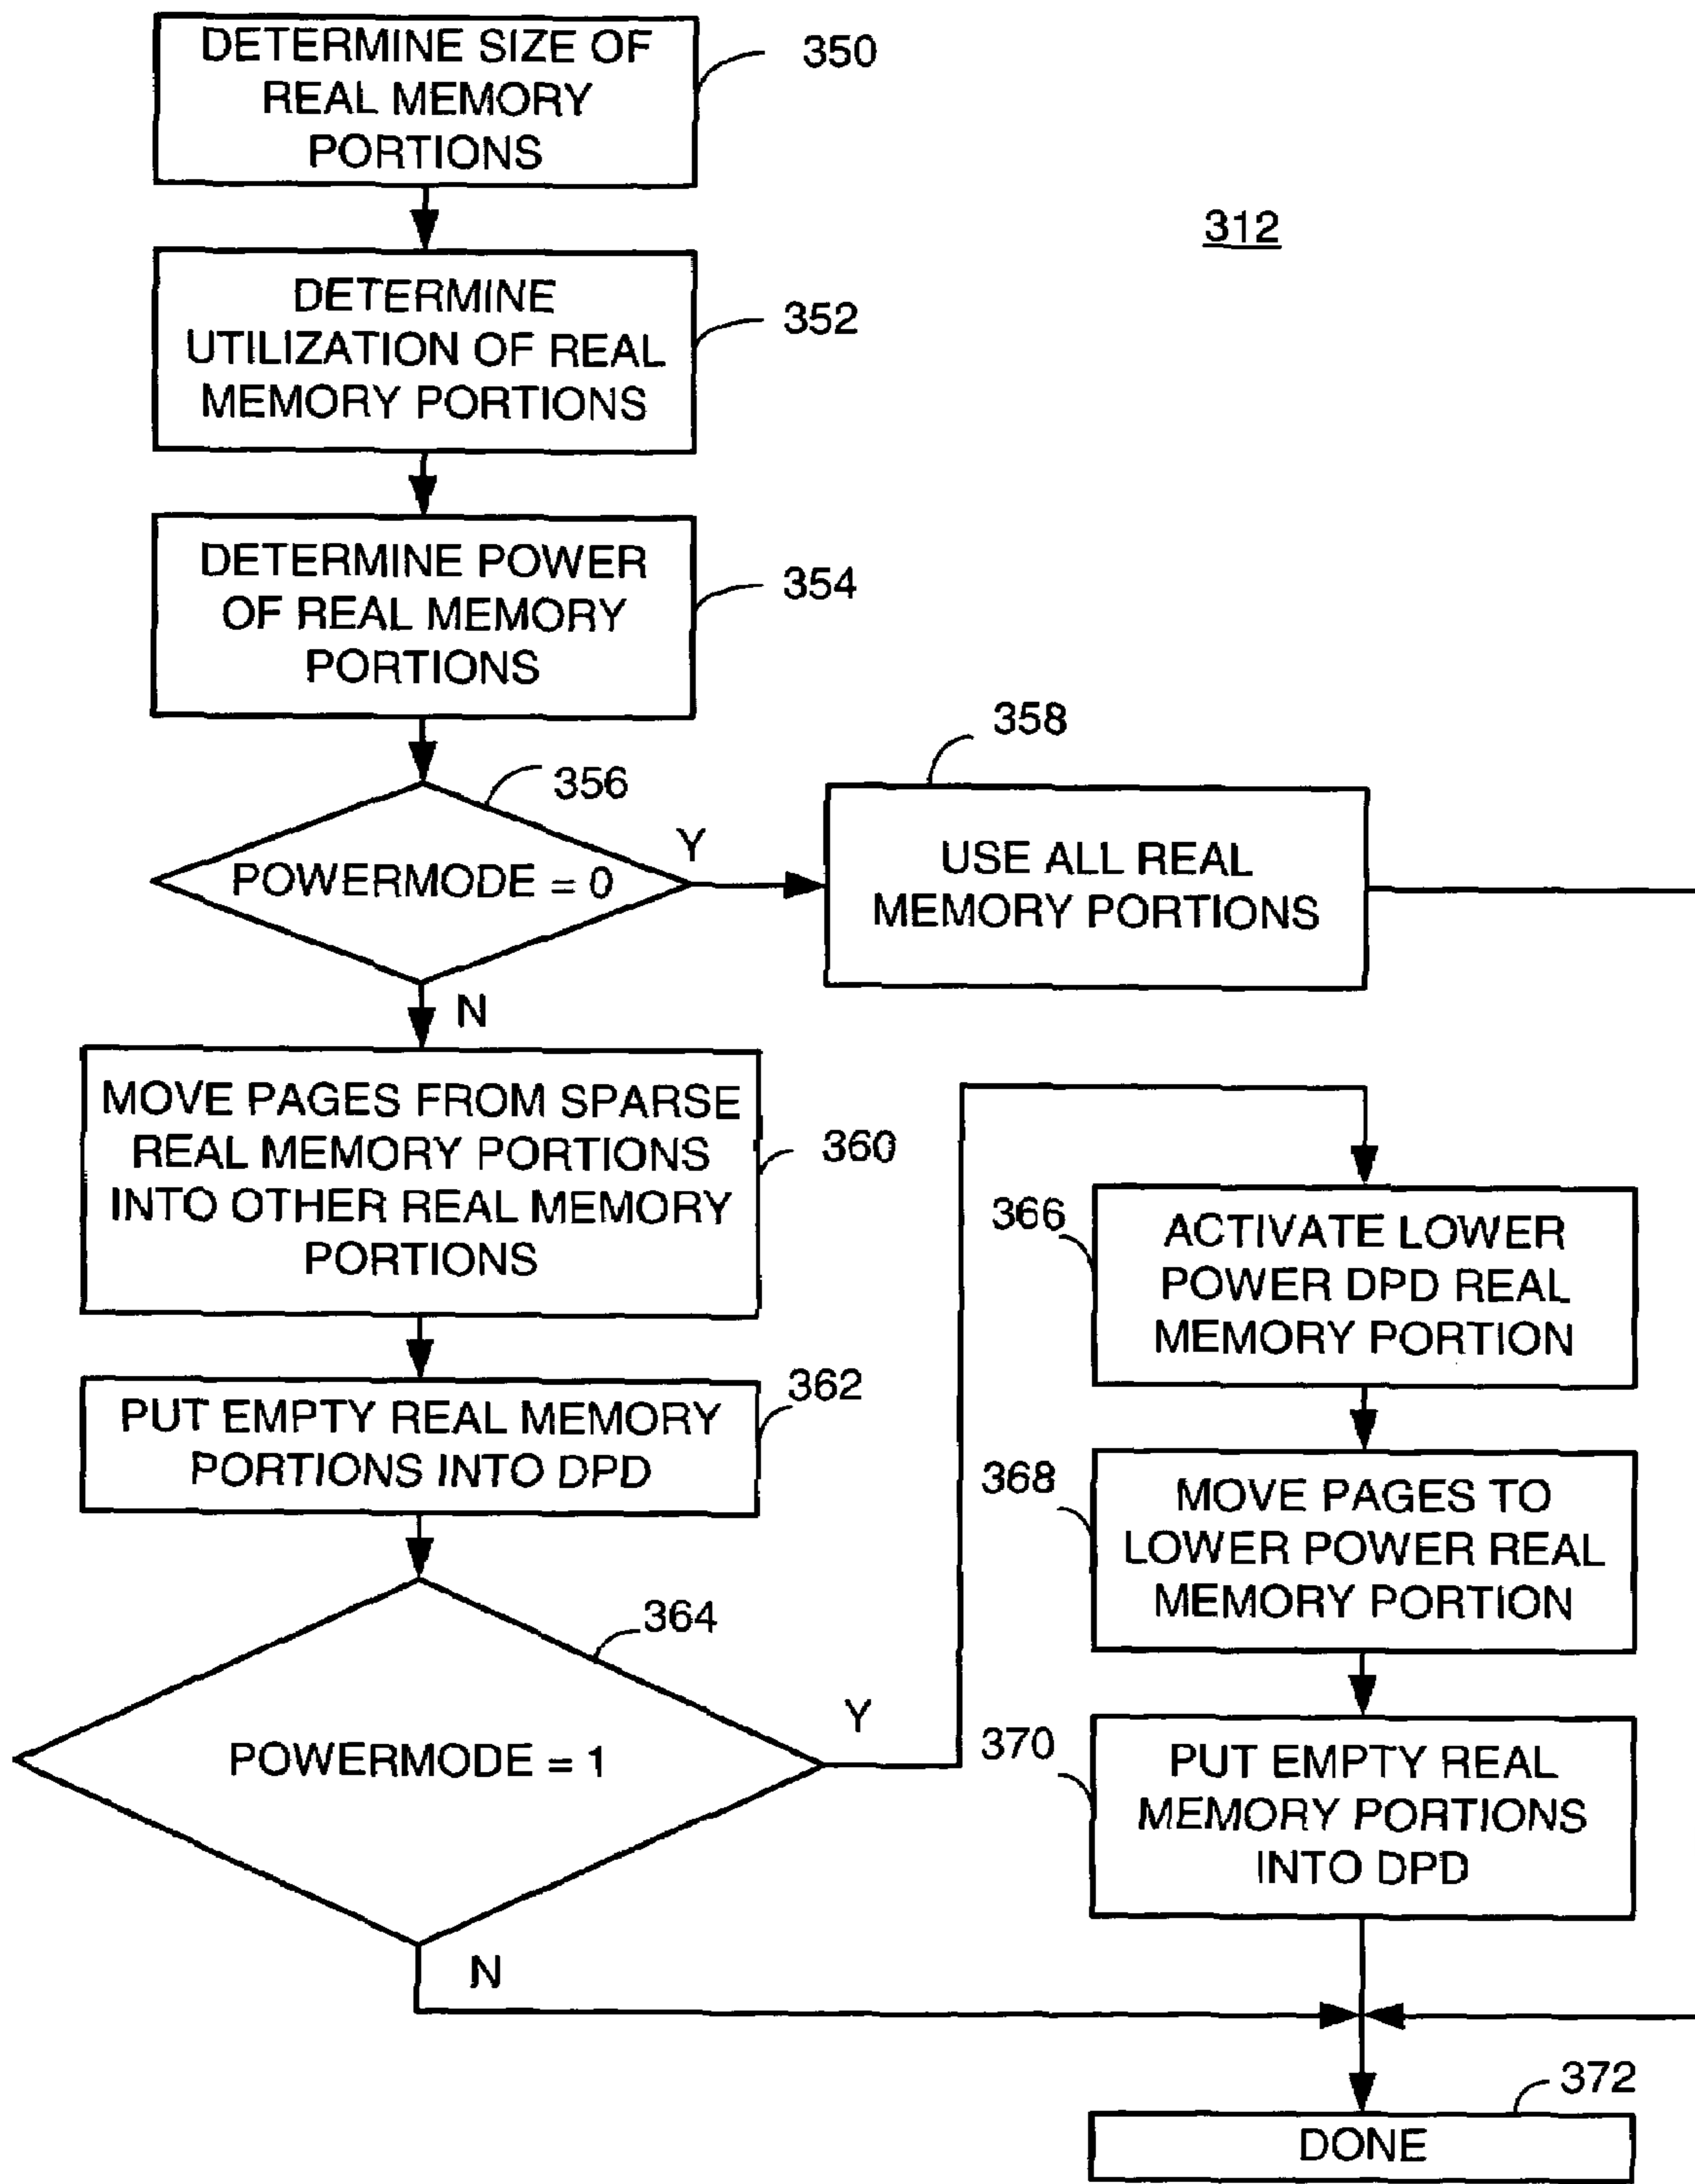 DETERMINE SIZE OF
REAL MEMORY
PORTIONS
350
312
DETERMINE
UTILIZATION OF REAL
MEMORY PORTIONS
352
DETERMINE POWER
OF REAL MEMORY
PORTIONS
354
356
POWERMODE = 0
Y
N
358
USE ALL REAL
MEMORY PORTIONS
MOVE PAGES FROM SPARSE
REAL MEMORY PORTIONS
INTO OTHER REAL MEMORY
PORTIONS
360
PUT EMPTY REAL MEMORY
PORTIONS INTO DPD
362
364
POWERMODE = 1
Y
N
366
ACTIVATE LOWER
POWER DPD REAL
MEMORY PORTION
368
MOVE PAGES TO
LOWER POWER REAL
MEMORY PORTION
370
PUT EMPTY REAL
MEMORY PORTIONS
INTO DPD
372
DONE